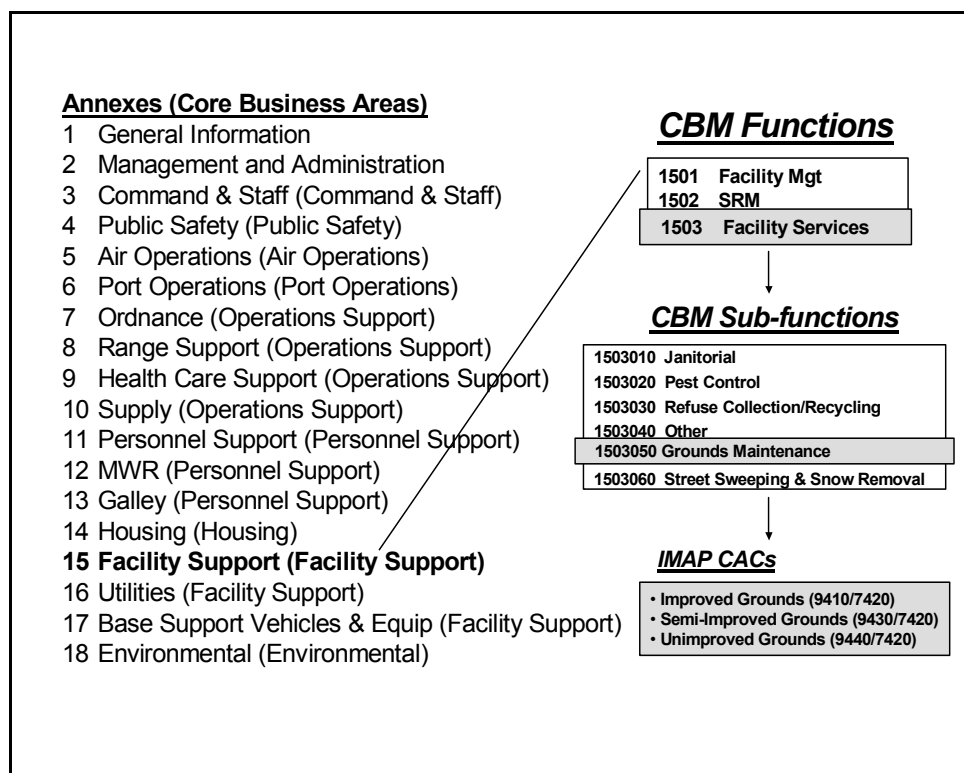 Annexes (Core Business Areas)
1 General Information
2 Management and Administration
3 Command & Staff (Command & Staff)
4 Public Safety (Public Safety)
5 Air Operations (Air Operations)
6 Port Operations (Port Operations)
7 Ordnance (Operations Support)
8 Range Support (Operations Support)
9 Health Care Support (Operations Support)
10 Supply (Operations Support)
11 Personnel Support (Personnel Support)
12 MWR (Personnel Support)
13 Galley (Personnel Support)
14 Housing (Housing)
15 Facility Support (Facility Support)
16 Utilities (Facility Support)
17 Base Support Vehicles & Equip (Facility Support)
18 Environmental (Environmental)
CBM Functions
1501 Facility Mgt
1502 SRM
1503 Facility Services
CBM Sub-functions
1503010 Janitorial
1503020 Pest Control
1503030 Refuse Collection/Recycling
1503040 Other
1503050 Grounds Maintenance
1503060 Street Sweeping & Snow Removal
IMAP CACs
• Improved Grounds (9410/7420)
• Semi-Improved Grounds (9430/7420)
• Unimproved Grounds (9440/7420)